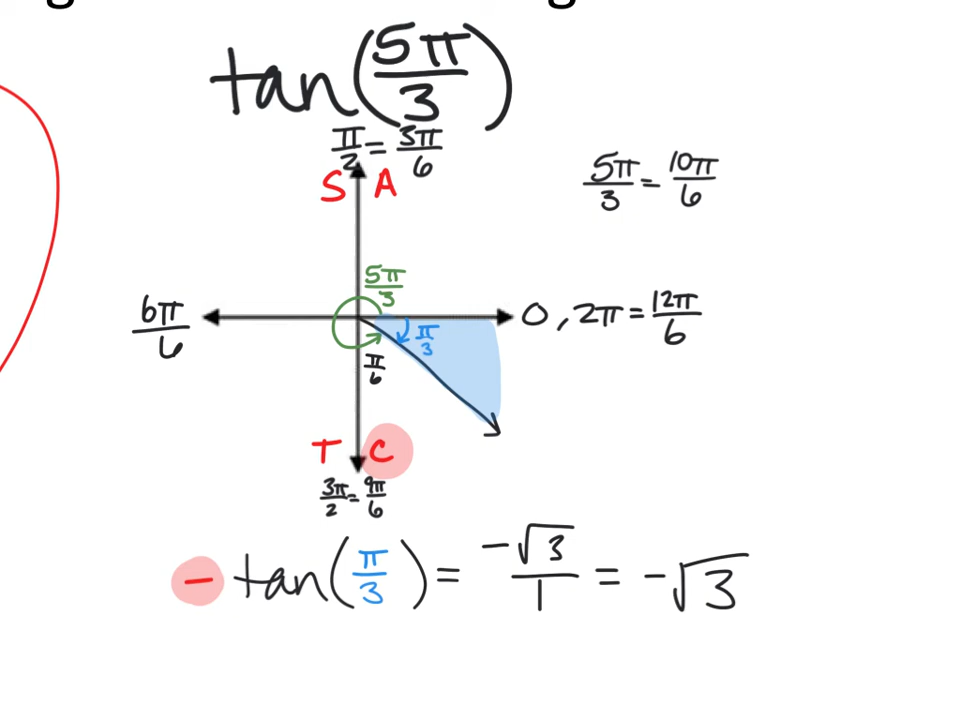 tan(5π/3)
π/2 = 3π/6
S A
5π/3 = 10π/6
5π/3
6π/6
0, 2π = 12π/6
π/3
π/6
T C
3π/2 = 9π/6
- tan(π/3) = -√3/1 = -√3